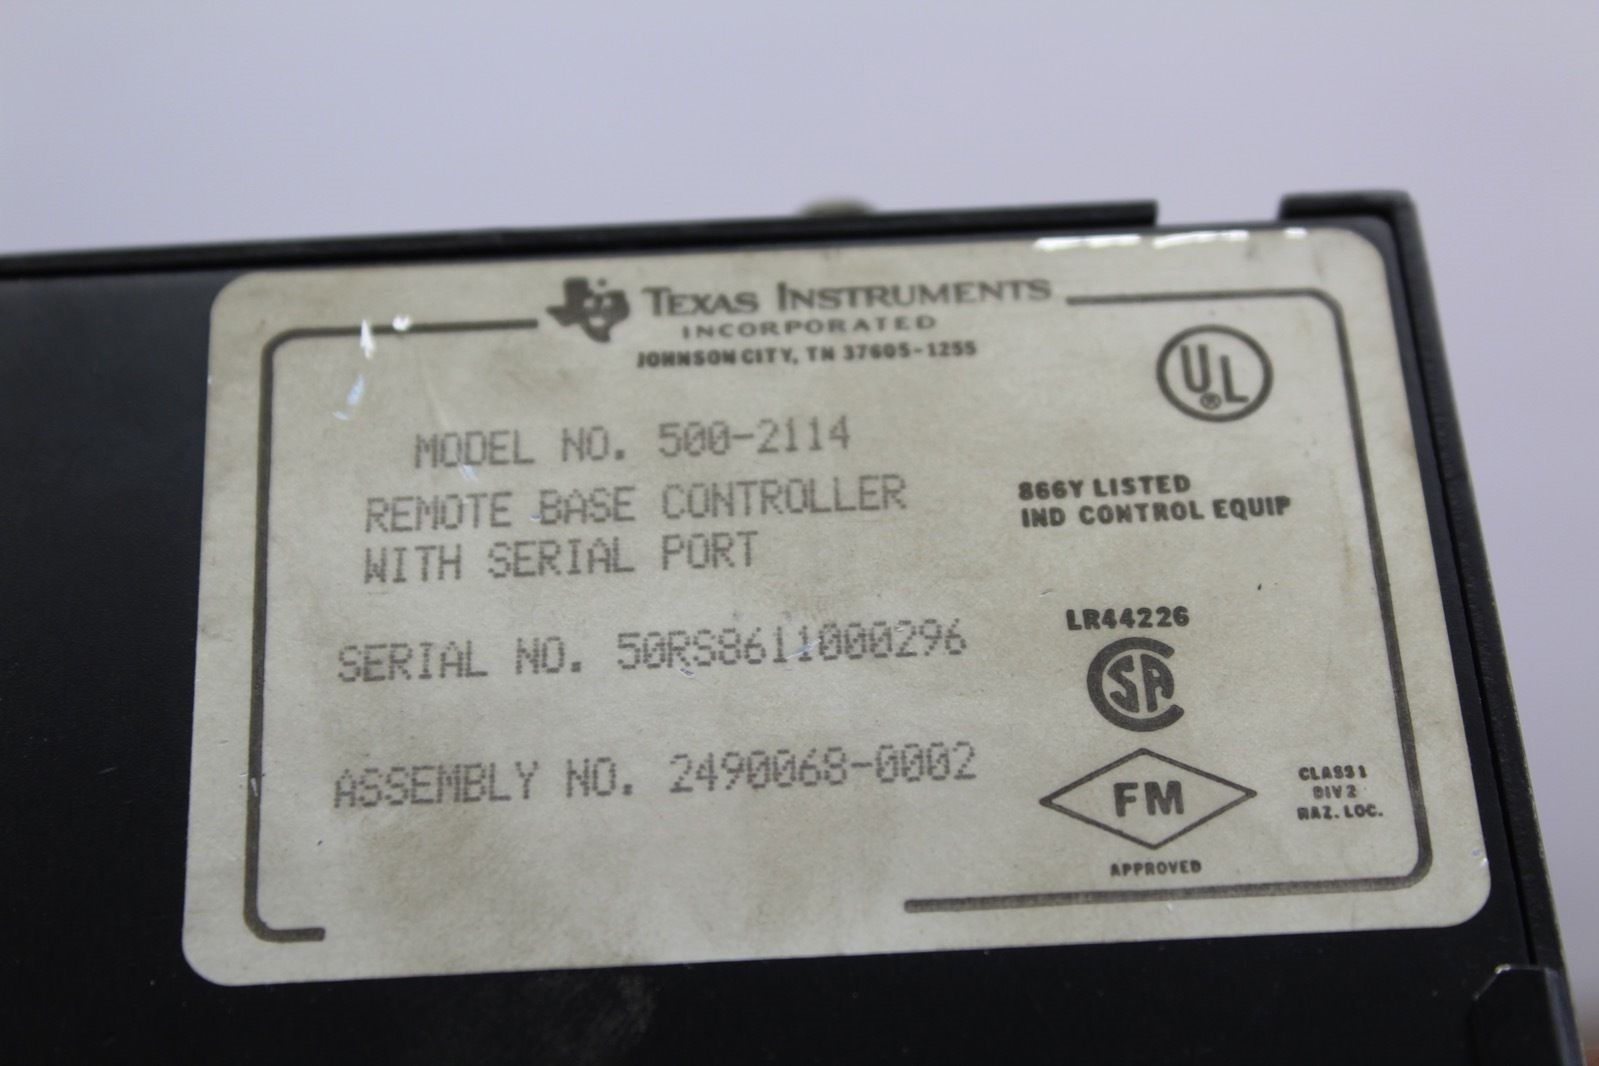 TEXAS INSTRUMENTS
INCORPORATED
JOHNSON CITY, TN 37605-1255
UL
®
MODEL NO. 500-2114
REMOTE BASE CONTROLLER
WITH SERIAL PORT
866Y LISTED
IND CONTROL EQUIP
SERIAL NO. 50RS8611000296
LR44226
CSA
ASSEMBLY NO. 2490068-0002
FM
APPROVED
CLASS 1
DIV 2
HAZ. LOC.